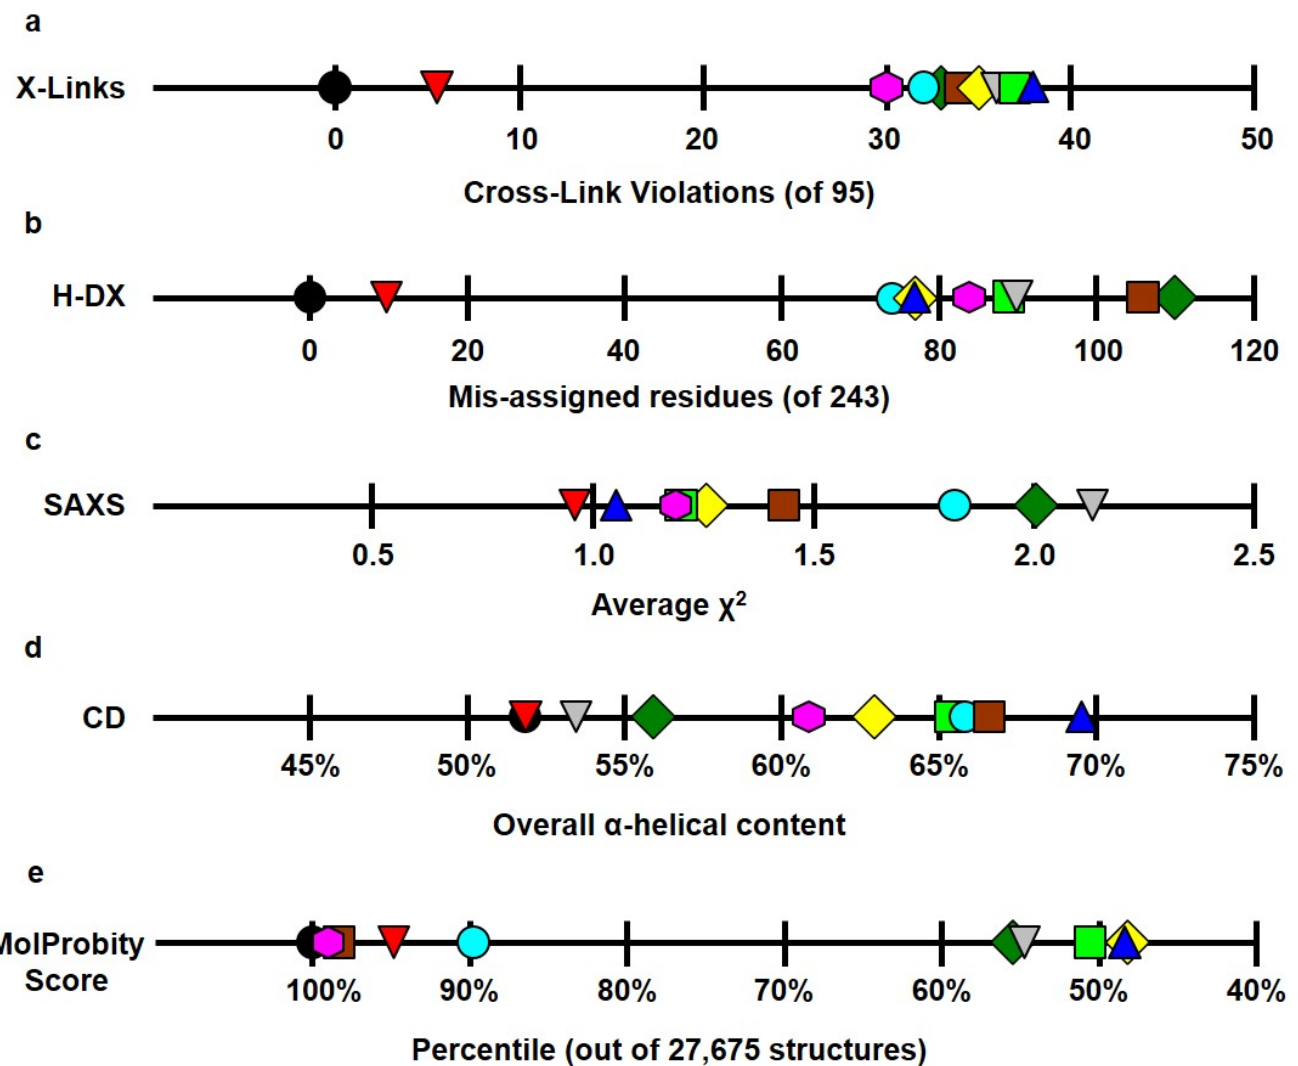 a
X-Links
0 10 20 30 40 50
Cross-Link Violations (of 95)
b
H-DX
0 20 40 60 80 100 120
Mis-assigned residues (of 243)
c
SAXS
0.5 1.0 1.5 2.0 2.5
Average χ²
d
CD
45% 50% 55% 60% 65% 70% 75%
Overall α-helical content
e
MolProbity
Score
100% 90% 80% 70% 60% 50% 40%
Percentile (out of 27,675 structures)